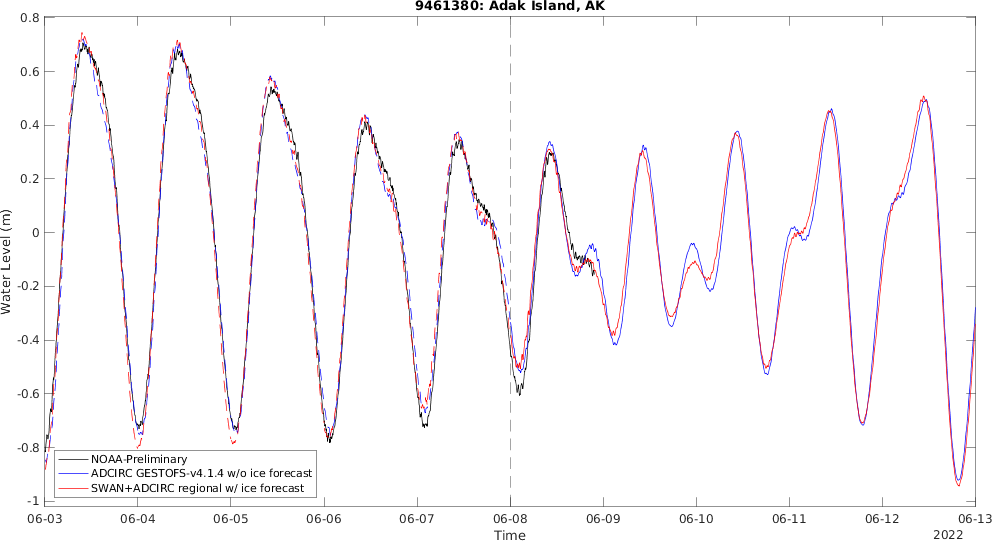 9461380: Adak Island, AK
0.8
0.6
0.4
0.2
0
-0.2
-0.4
-0.6
-0.8
-1
Water Level (m)
NOAA-Preliminary
ADCIRC GESTOFS-v4.1.4 w/o ice forecast
SWAN+ADCIRC regional w/ ice forecast
06-03 06-04 06-05 06-06 06-07 06-08 06-09 06-10 06-11 06-12 06-13
Time
2022